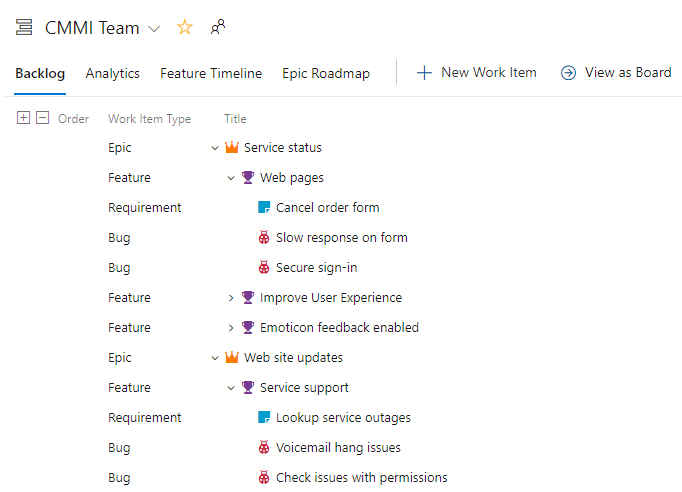 CMMI Team
Backlog Analytics Feature Timeline Epic Roadmap New Work Item View as Board
Order Work Item Type Title
Epic Service status
Feature Web pages
Requirement Cancel order form
Bug Slow response on form
Bug Secure sign-in
Feature Improve User Experience
Feature Emoticon feedback enabled
Epic Web site updates
Feature Service support
Requirement Lookup service outages
Bug Voicemail hang issues
Bug Check issues with permissions